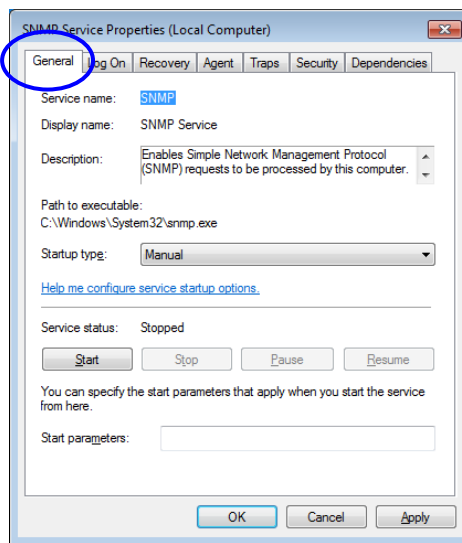 SNMP Service Properties (Local Computer)
General Log On Recovery Agent Traps Security Dependencies
Service name: SNMP
Display name: SNMP Service
Description: Enables Simple Network Management Protocol
(SNMP) requests to be processed by this computer.
Path to executable:
C:\Windows\System32\snmp.exe
Startup type: Manual
Help me configure service startup options.
Service status: Stopped
Start Stop Pause Resume
You can specify the start parameters that apply when you start the service
from here.
Start parameters:
OK Cancel Apply